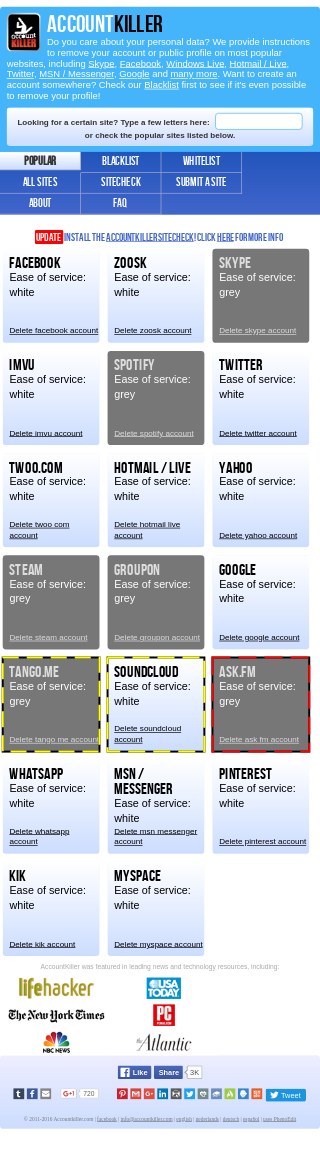 account
KILLER
ACCOUNTKILLER
Do you care about your personal data? We provide instructions
to remove your account or public profile on most popular
websites, including Skype, Facebook, Windows Live, Hotmail / Live,
Twitter, MSN / Messenger, Google and many more. Want to create an
account somewhere? Check our Blacklist first to see if it's even possible
to remove your profile!
Looking for a certain site? Type a few letters here:
or check the popular sites listed below.
POPULAR BLACKLIST WHITELIST
ALL SITES SITECHECK SUBMIT A SITE
ABOUT FAQ
UPDATE INSTALL THE ACCOUNTKILLER SITECHECK! CLICK HERE FOR MORE INFO
FACEBOOK ZOOSK SKYPE
Ease of service: Ease of service: Ease of service:
white white grey
Delete facebook account Delete zoosk account Delete skype account
IMVU SPOTIFY TWITTER
Ease of service: Ease of service: Ease of service:
white grey white
Delete imvu account Delete spotify account Delete twitter account
TWOO.COM HOTMAIL / LIVE YAHOO
Ease of service: Ease of service: Ease of service:
white white white
Delete twoo com Delete hotmail live
account account Delete yahoo account
STEAM GROUPON GOOGLE
Ease of service: Ease of service: Ease of service:
grey grey white
Delete steam account Delete groupon account Delete google account
TANGO.ME SOUNDCLOUD ASK.FM
Ease of service: Ease of service: Ease of service:
grey white grey
Delete soundcloud
Delete tango me account account Delete ask fm account
WHATSAPP MSN / PINTEREST
MESSENGER
Ease of service: Ease of service: Ease of service:
white white white
Delete whatsapp Delete msn messenger
account account Delete pinterest account
KIK MYSPACE
Ease of service: Ease of service:
white white
Delete kik account Delete myspace account
AccountKiller was featured in leading news and technology resources, including:
lifehacker USA TODAY
The New York Times PC
NBC NEWS The Atlantic
Like Share 3K
G+1 720 Tweet
© 2011-2016 Accountkiller.com | facebook | info@accountkiller.com | english | nederlands | deutsch | español | pase PhotoEdit